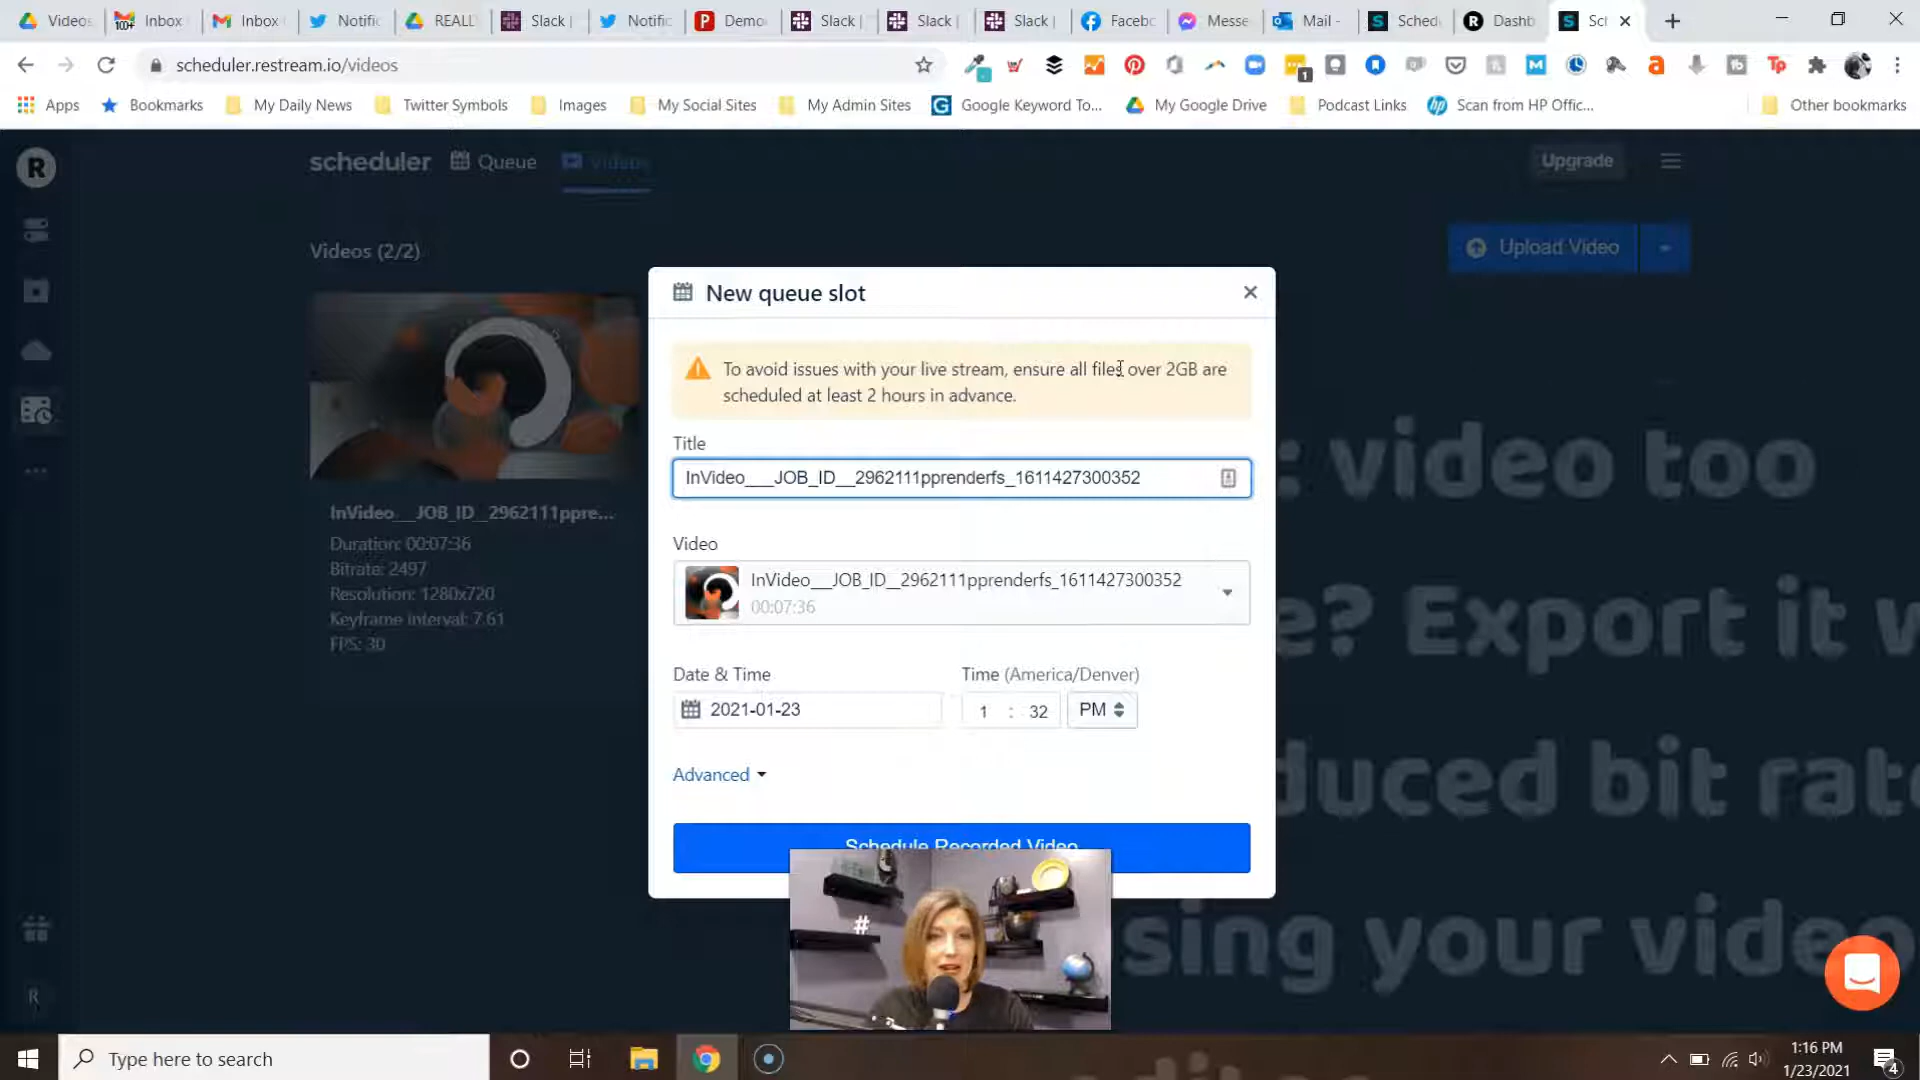 Videos
100+
Inbox
Inbox
Notific
REALL
Slack |
Notific
Demo
Slack |
Slack |
Slack |
Facebo
Messe
Mail -
Schedu
Dashb
Sc
scheduler.restream.io/videos
1
Apps
Bookmarks
My Daily News
Twitter Symbols
Images
My Social Sites
My Admin Sites
Google Keyword To...
My Google Drive
Podcast Links
Scan from HP Offic...
Other bookmarks
R
scheduler
Queue
Videos
Upgrade
Videos (2/2)
Upload Video
InVideo___JOB_ID__2962111ppre...
Duration: 00:07:36
Bitrate: 2497
Resolution: 1280x720
Keyframe interval: 7.61
FPS: 30
New queue slot
To avoid issues with your live stream, ensure all files over 2GB are
scheduled at least 2 hours in advance.
Title
InVideo___JOB_ID__2962111pprenderfs_1611427300352
Video
InVideo___JOB_ID__2962111pprenderfs_1611427300352
00:07:36
Date & Time
Time (America/Denver)
2021-01-23
1 : 32
PM
Advanced
Schedule Recorded Video
: video too
e? Export it w
duced bit rat
sing your video
#
R
Type here to search
1:16 PM
1/23/2021
4